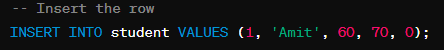 -- Insert the row
INSERT INTO student VALUES (1, 'Amit', 60, 70, 0);